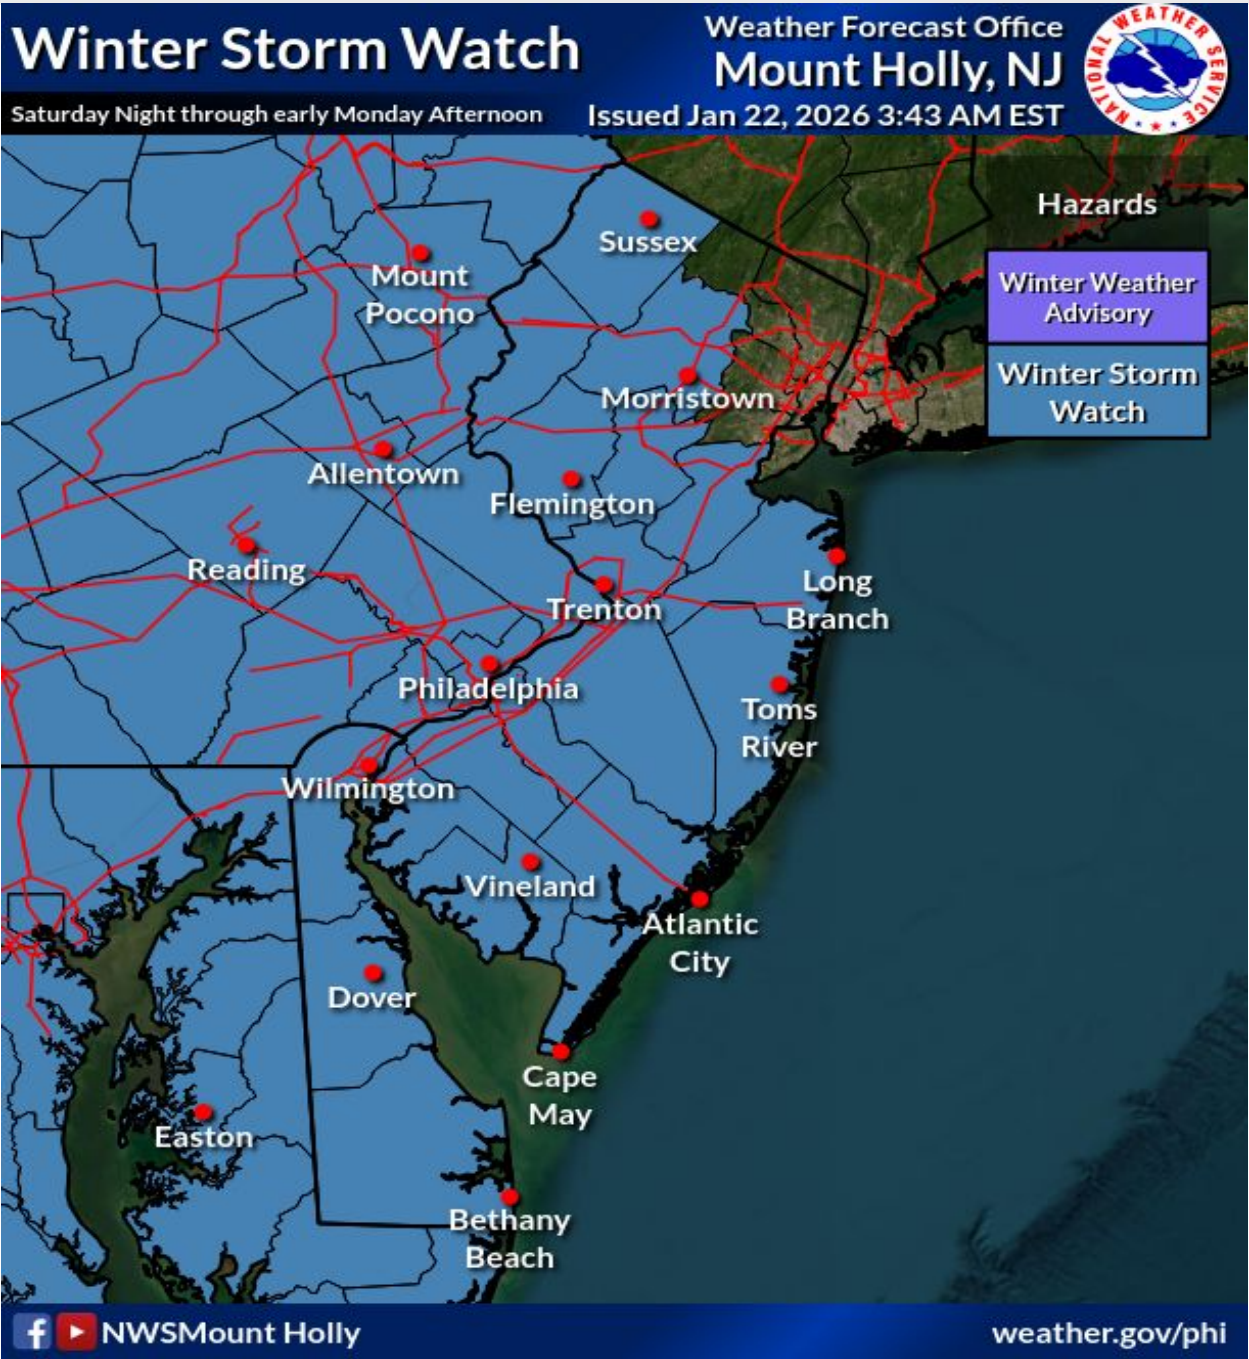 Winter Storm Watch
Saturday Night through early Monday Afternoon
Weather Forecast Office
Mount Holly, NJ
Issued Jan 22, 2026 3:43 AM EST
NATIONAL WEATHER SERVICE
Hazards
Winter Weather
Advisory
Winter Storm
Watch
Sussex
Mount
Pocono
Morristown
Allentown
Flemington
Reading
Long
Branch
Trenton
Philadelphia
Toms
River
Wilmington
Vineland
Atlantic
City
Dover
Cape
May
Easton
Bethany
Beach
NWSMount Holly
weather.gov/phi